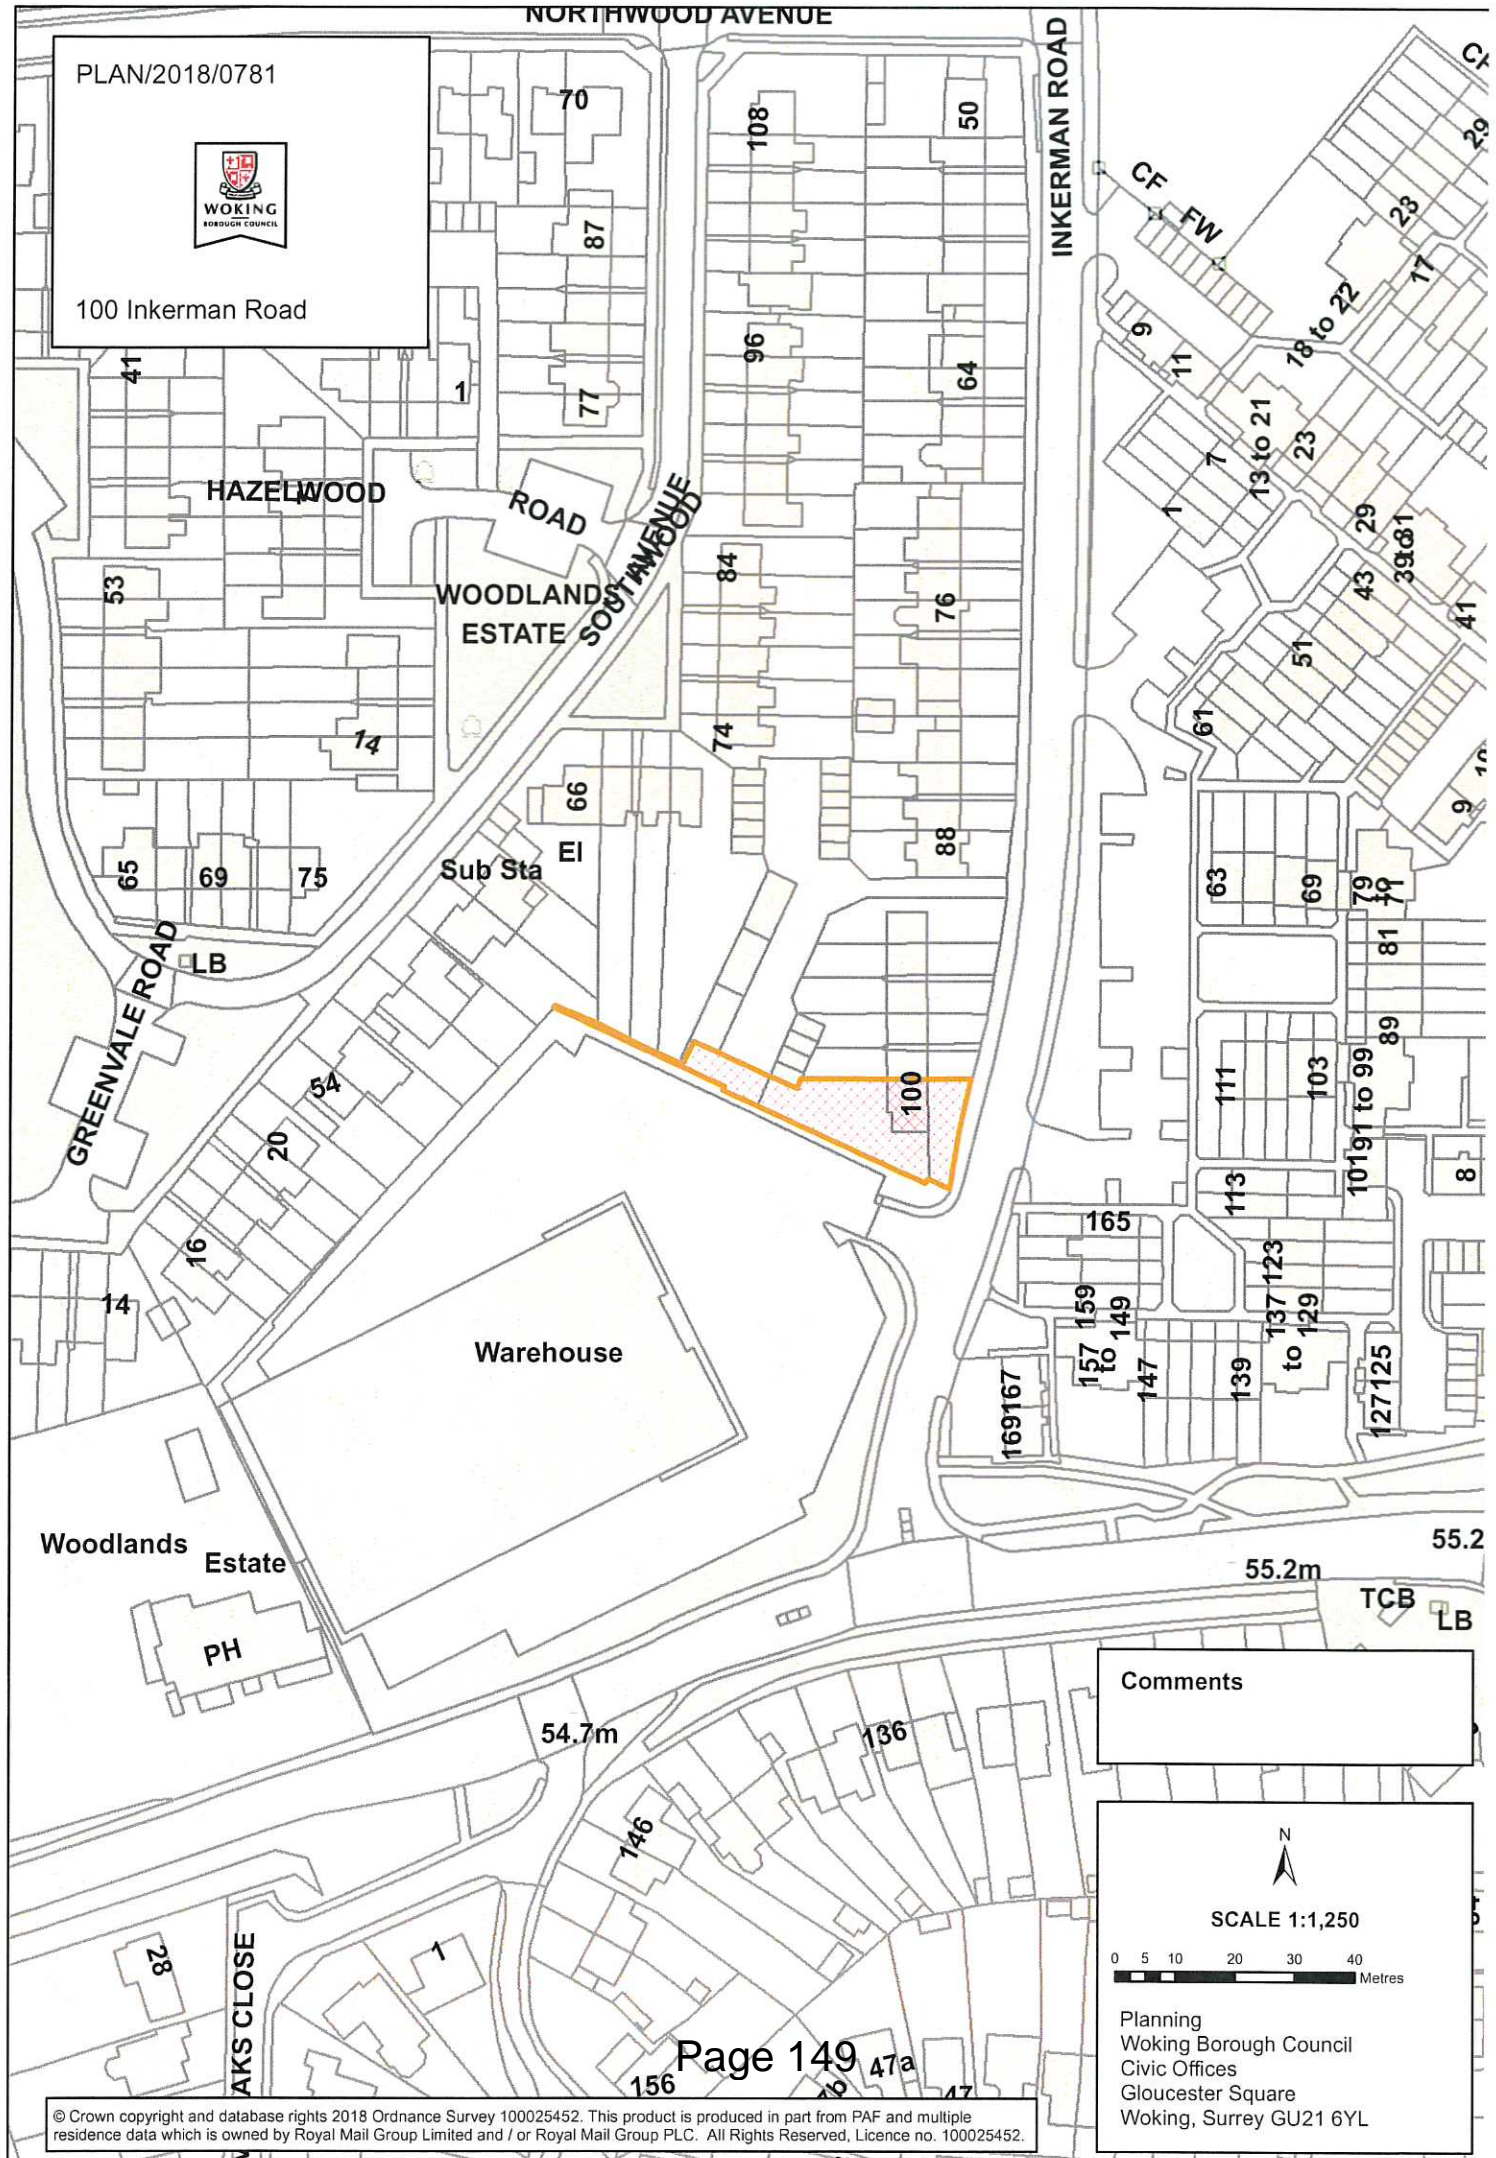 NORTHWOOD AVENUE
PLAN/2018/0781
WOKING
BOROUGH COUNCIL
100 Inkerman Road
70
108
50
INKERMAN ROAD
CF
FW
29
23
17
18 to 22
87
96
64
77
41
1
9
11
13 to 21
23
7
1
29
39 to 31
43
41
51
61
HAZELWOOD
ROAD
SOUTHWOOD
AVENUE
WOODLANDS
ESTATE
53
84
76
74
14
66
El
Sub Sta
88
65
69
75
LB
GREENVALE ROAD
63
69
79
to
71
9
81
89
54
20
100
111
103
91 to 99
101
113
8
16
14
165
123
159
149
157
to
147
137
129
to
139
125
127
167
169
Warehouse
Woodlands
Estate
PH
55.2
55.2m
TCB
LB
54.7m
136
146
Comments
N
SCALE 1:1,250
0 5 10 20 30 40
Metres
Planning
Woking Borough Council
Civic Offices
Gloucester Square
Woking, Surrey GU21 6YL
28
AKS CLOSE
1
Page 149
156
47a
47
© Crown copyright and database rights 2018 Ordnance Survey 100025452. This product is produced in part from PAF and multiple
residence data which is owned by Royal Mail Group Limited and / or Royal Mail Group PLC. All Rights Reserved, Licence no. 100025452.